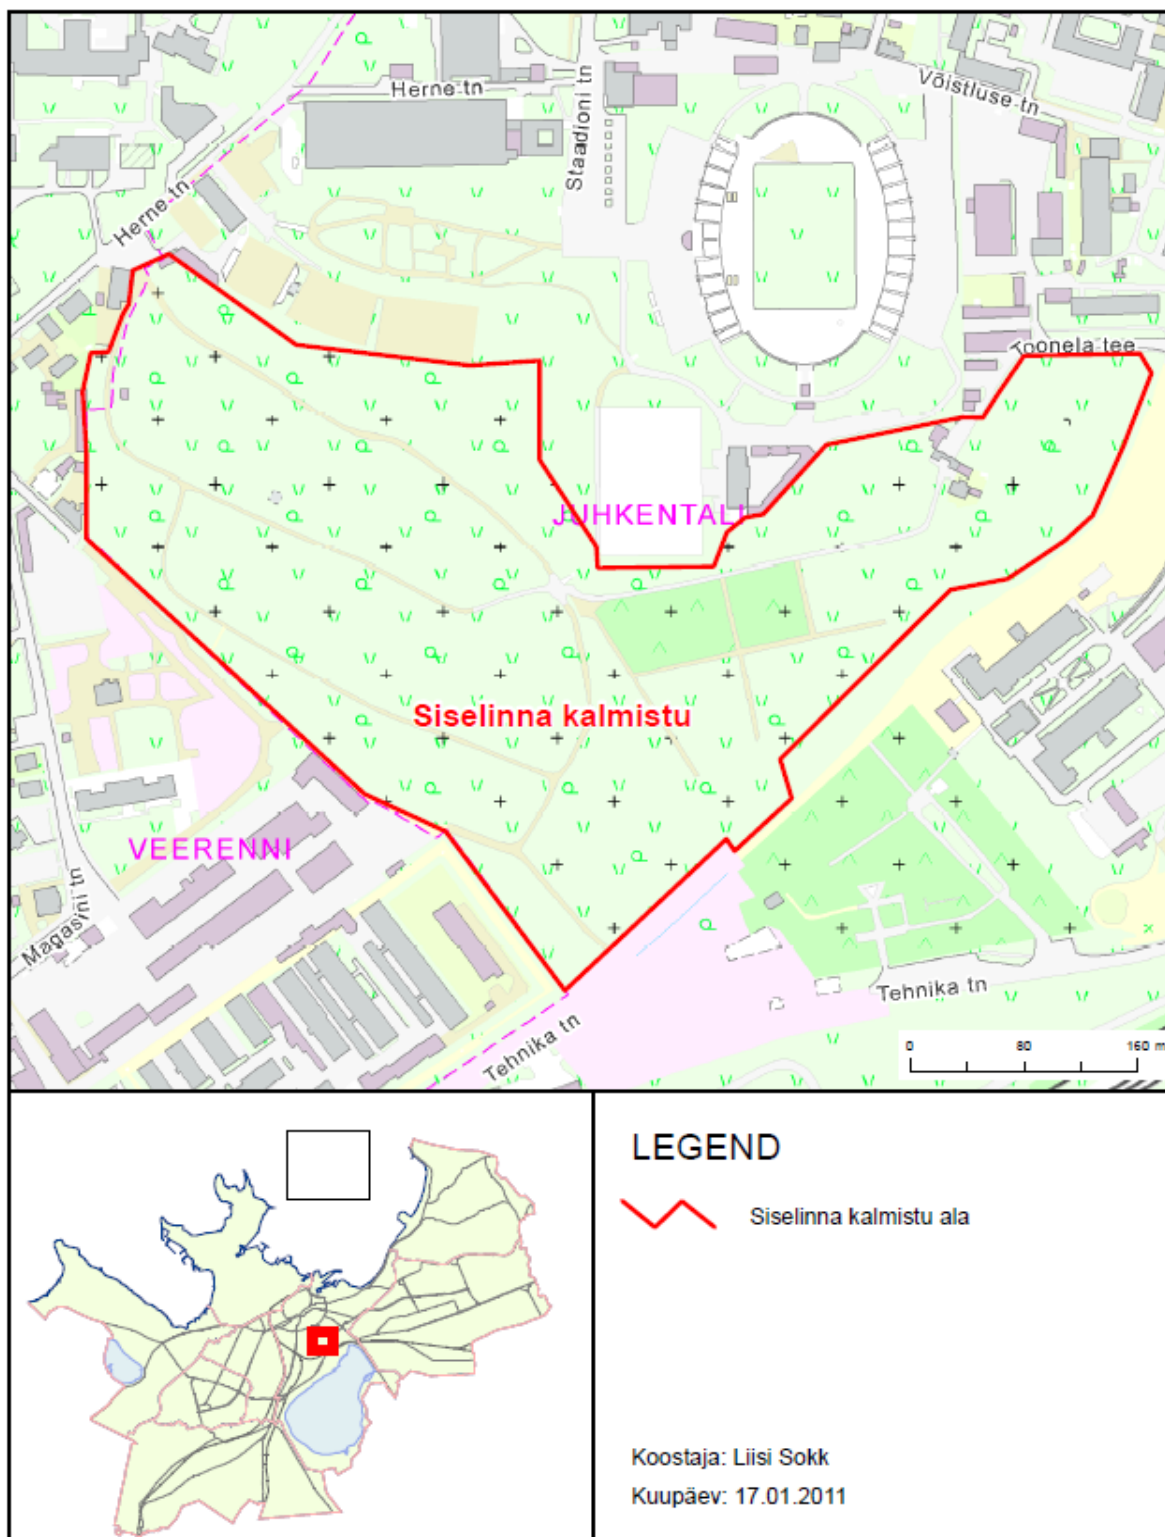 Herne tn
Staadioni tn
Võistluse tn
Herne tn
Toonela tee
JUHKENTALI
Siselinna kalmistu
VEERENNI
Magasini tn
Tehnika tn
Tehnika tn
0 80 160 m
LEGEND
Siselinna kalmistu ala
Koostaja: Liisi Sokk
Kuupäev: 17.01.2011